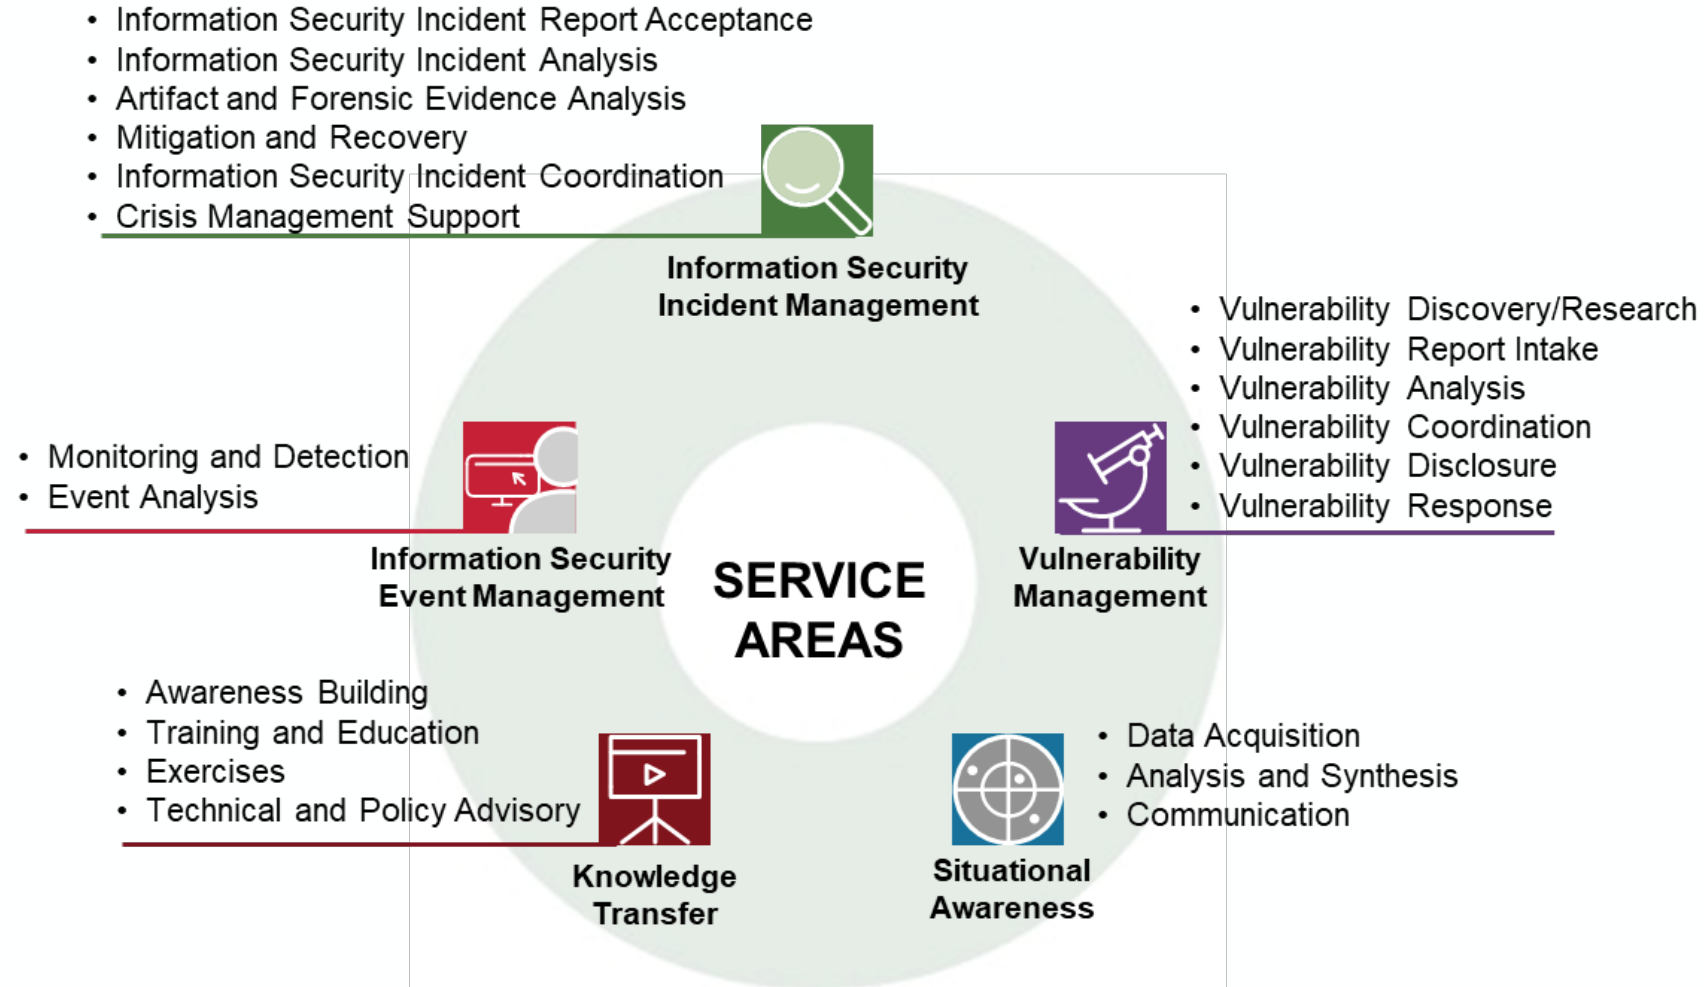 • Information Security Incident Report Acceptance
• Information Security Incident Analysis
• Artifact and Forensic Evidence Analysis
• Mitigation and Recovery
• Information Security Incident Coordination
• Crisis Management Support
Information Security
Incident Management
• Vulnerability Discovery/Research
• Vulnerability Report Intake
• Vulnerability Analysis
• Vulnerability Coordination
• Vulnerability Disclosure
• Vulnerability Response
Vulnerability
Management
• Monitoring and Detection
• Event Analysis
Information Security
Event Management
SERVICE
AREAS
• Awareness Building
• Training and Education
• Exercises
• Technical and Policy Advisory
Knowledge
Transfer
• Data Acquisition
• Analysis and Synthesis
• Communication
Situational
Awareness